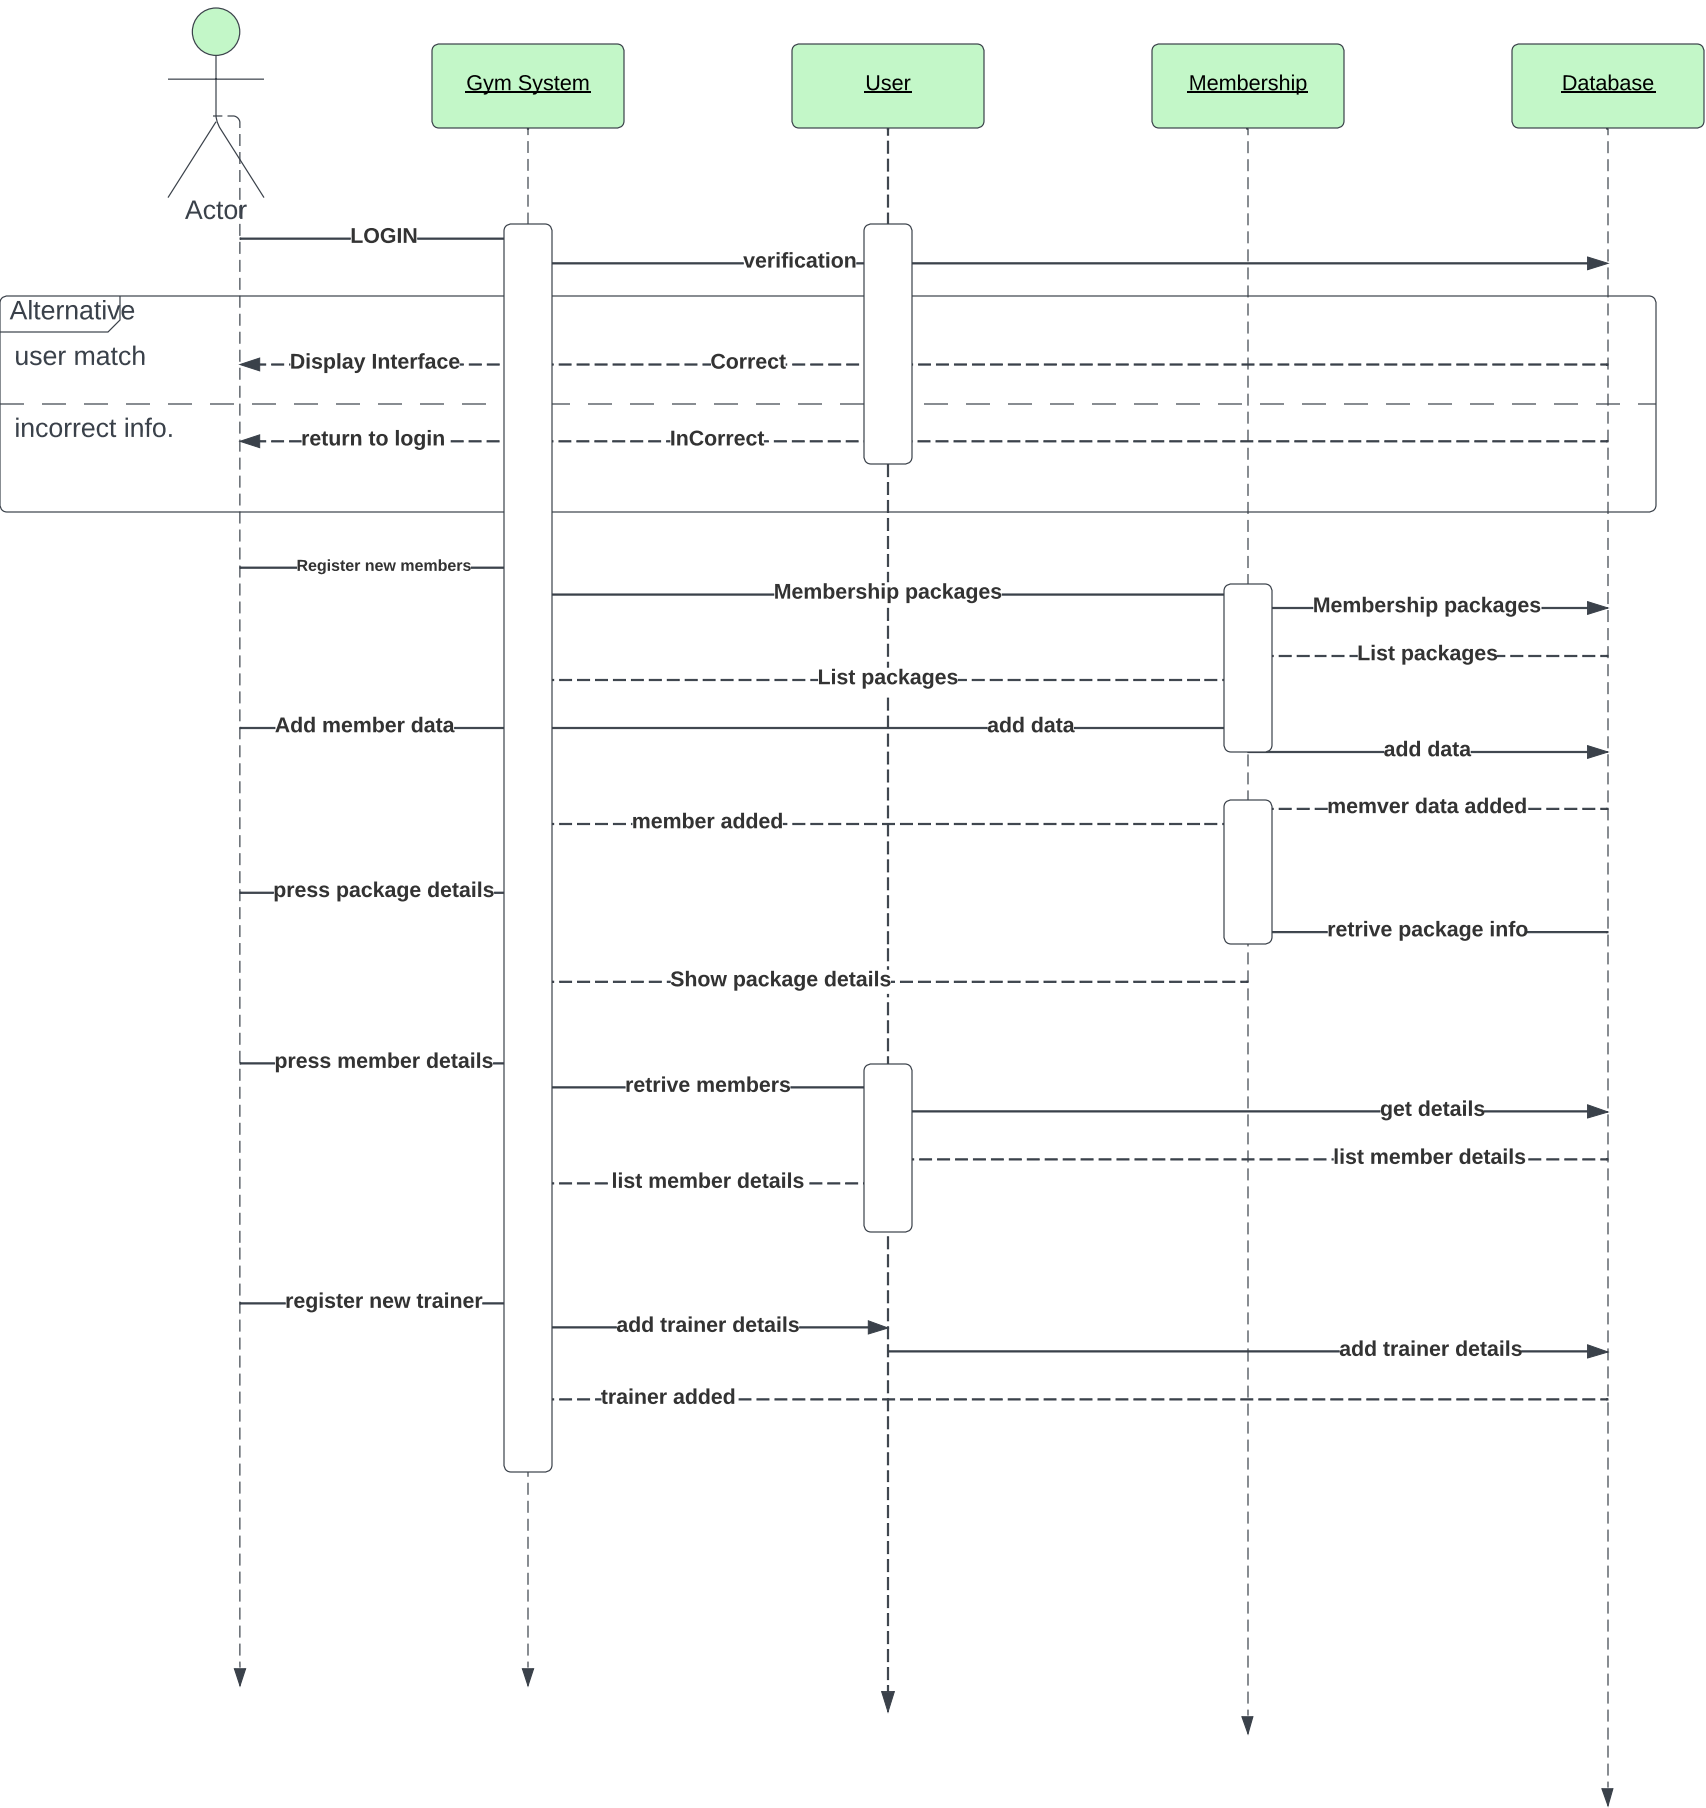 Gym System
User
Membership
Database
Actor
LOGIN
verification
Alternative
user match
Display Interface
Correct
incorrect info.
return to login
InCorrect
Register new members
Membership packages
Membership packages
List packages
List packages
Add member data
add data
add data
memver data added
member added
press package details
retrive package info
Show package details
press member details
retrive members
get details
list member details
list member details
register new trainer
add trainer details
add trainer details
trainer added